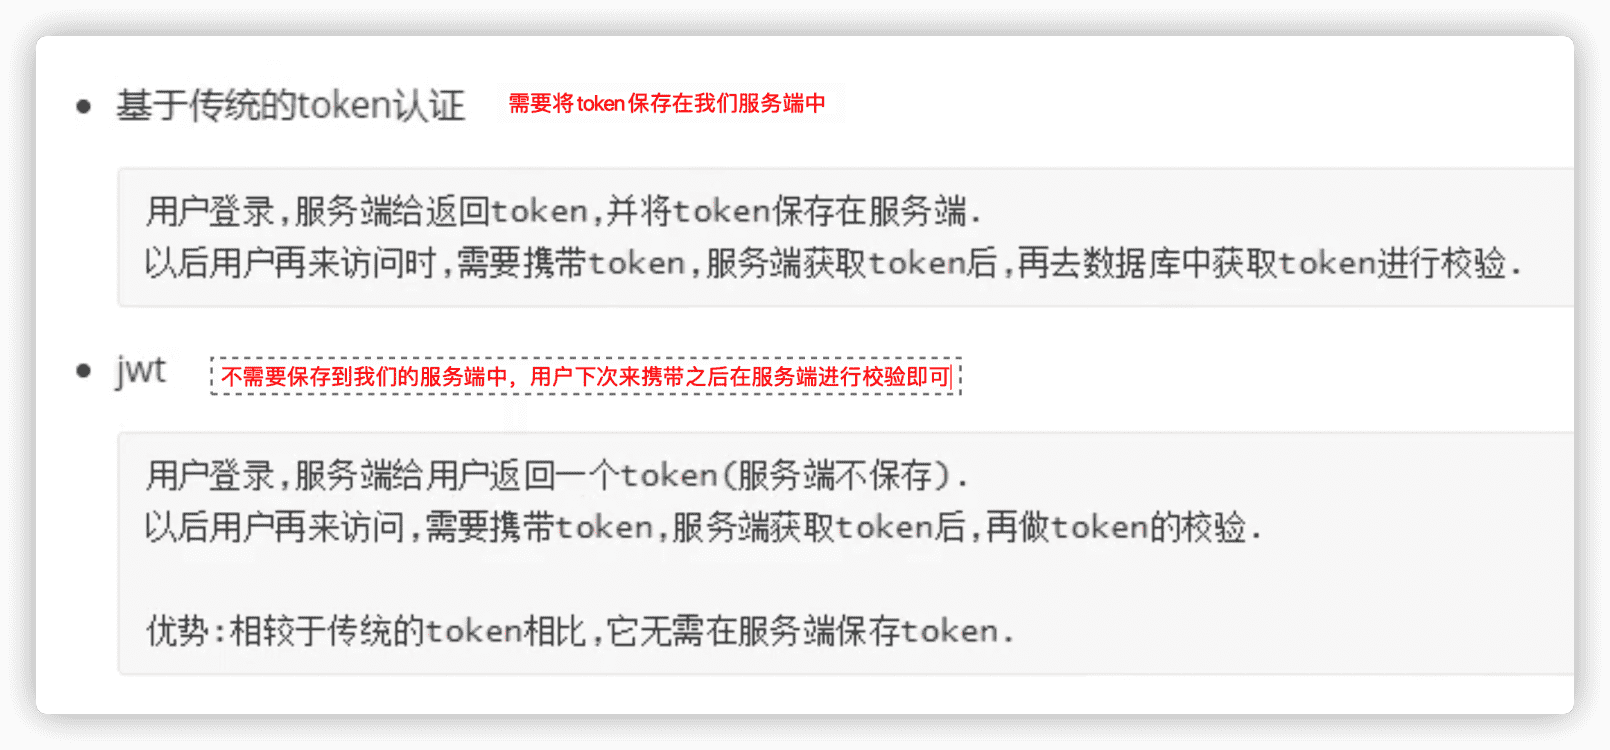 基于传统的token认证 需要将token保存在我们服务端中
用户登录,服务端给返回token,并将token保存在服务端.
以后用户再来访问时,需要携带token,服务端获取token后,再去数据库中获取token进行校验.
jwt 不需要保存到我们的服务端中，用户下次来携带之后在服务端进行校验即可
用户登录,服务端给用户返回一个token(服务端不保存).
以后用户再来访问,需要携带token,服务端获取token后,再做token的校验.
优势:相较于传统的token相比,它无需在服务端保存token.